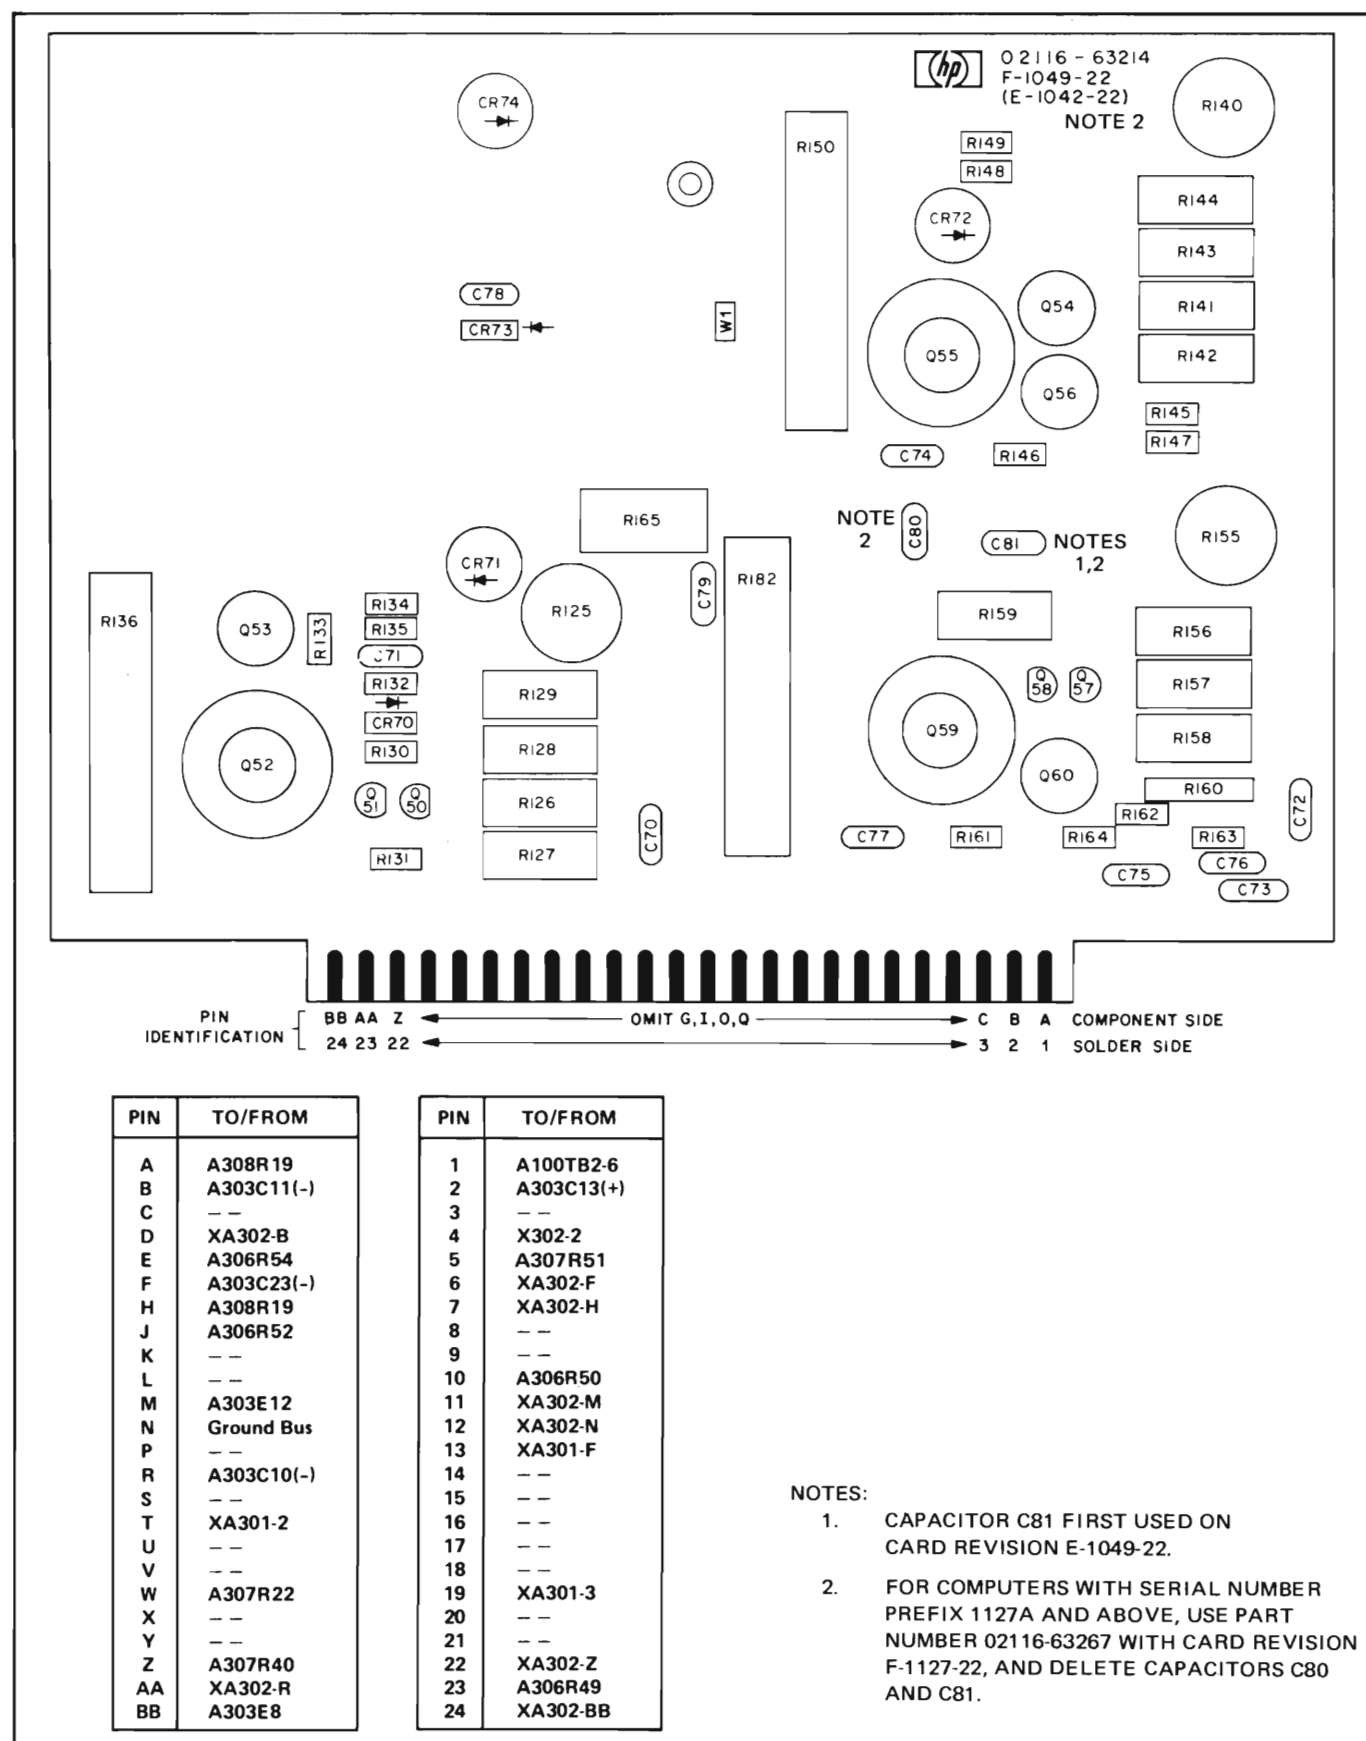 hp
02116-63214
F-1049-22
(E-1042-22)
NOTE 2
CR74
R150
R149
R148
R140
CR72
R144
R143
R141
R142
C78
CR73
W1
Q54
Q55
Q56
R145
R147
C74
R146
R165
NOTE
2
C80
C81
NOTES
1,2
R155
CR71
R136
Q53
R133
R134
R135
C71
R132
CR70
R130
R125
C79
R182
R159
R156
R129
Q
58
Q
57
R157
Q52
R128
Q59
R158
Q60
Q
51
Q
50
R126
R160
C72
R162
R131
R127
C70
C77
R161
R164
R163
C76
C75
C73
PIN
IDENTIFICATION
BB AA Z OMIT G,I,O,Q C B A COMPONENT SIDE
24 23 22 3 2 1 SOLDER SIDE
PIN TO/FROM
A A308R19
B A303C11(-)
C – –
D XA302-B
E A306R54
F A303C23(-)
H A308R19
J A306R52
K – –
L – –
M A303E12
N Ground Bus
P – –
R A303C10(-)
S – –
T XA301-2
U – –
V – –
W A307R22
X – –
Y – –
Z A307R40
AA XA302-R
BB A303E8
PIN TO/FROM
1 A100TB2-6
2 A303C13(+)
3 – –
4 X302-2
5 A307R51
6 XA302-F
7 XA302-H
8 – –
9 – –
10 A306R50
11 XA302-M
12 XA302-N
13 XA301-F
14 – –
15 – –
16 – –
17 – –
18 – –
19 XA301-3
20 – –
21 – –
22 XA302-Z
23 A306R49
24 XA302-BB
NOTES:
1. CAPACITOR C81 FIRST USED ON
CARD REVISION E-1049-22.
2. FOR COMPUTERS WITH SERIAL NUMBER
PREFIX 1127A AND ABOVE, USE PART
NUMBER 02116-63267 WITH CARD REVISION
F-1127-22, AND DELETE CAPACITORS C80
AND C81.